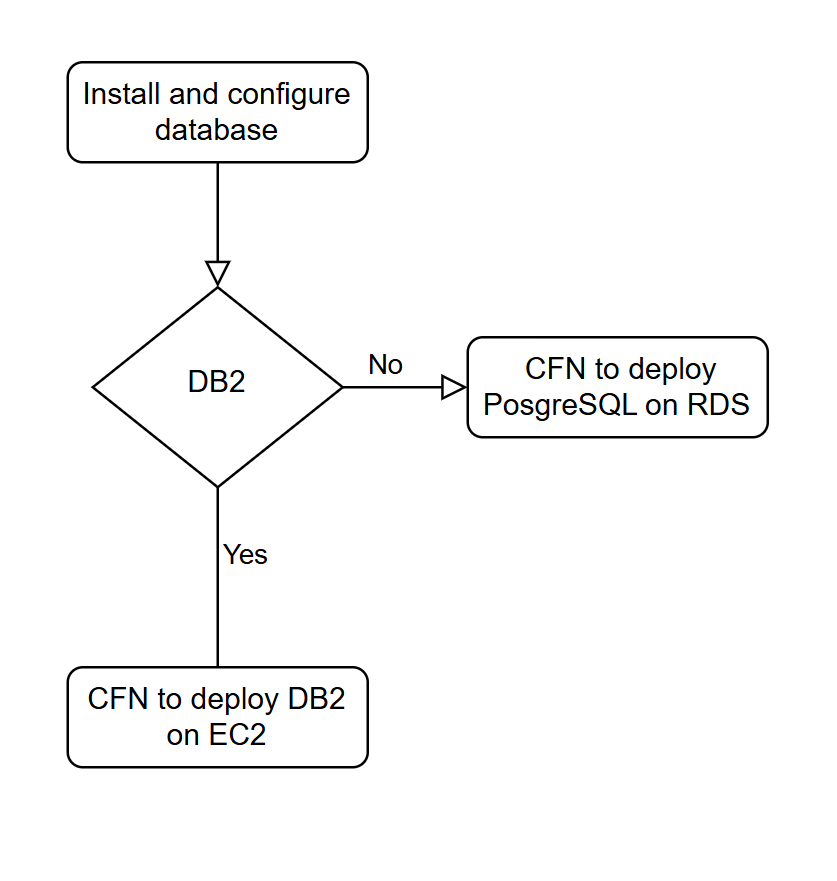 Install and configure
database
DB2
No
CFN to deploy
PosgreSQL on RDS
Yes
CFN to deploy DB2
on EC2